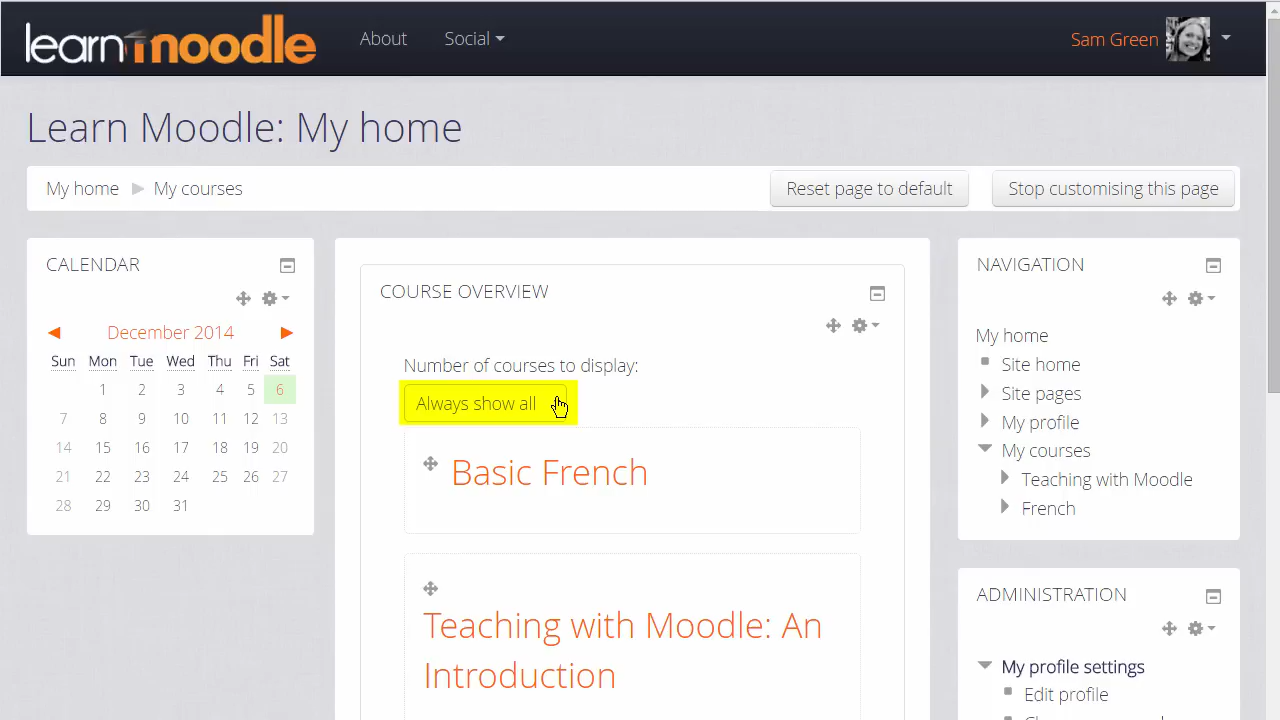 learn moodle
About
Social
Sam Green
Learn Moodle: My home
My home
My courses
Reset page to default
Stop customising this page
CALENDAR
December 2014
Sun Mon Tue Wed Thu Fri Sat
1 2 3 4 5 6
7 8 9 10 11 12 13
14 15 16 17 18 19 20
21 22 23 24 25 26 27
28 29 30 31
COURSE OVERVIEW
Number of courses to display:
Always show all
Basic French
Teaching with Moodle: An
Introduction
NAVIGATION
My home
Site home
Site pages
My profile
My courses
Teaching with Moodle
French
ADMINISTRATION
My profile settings
Edit profile